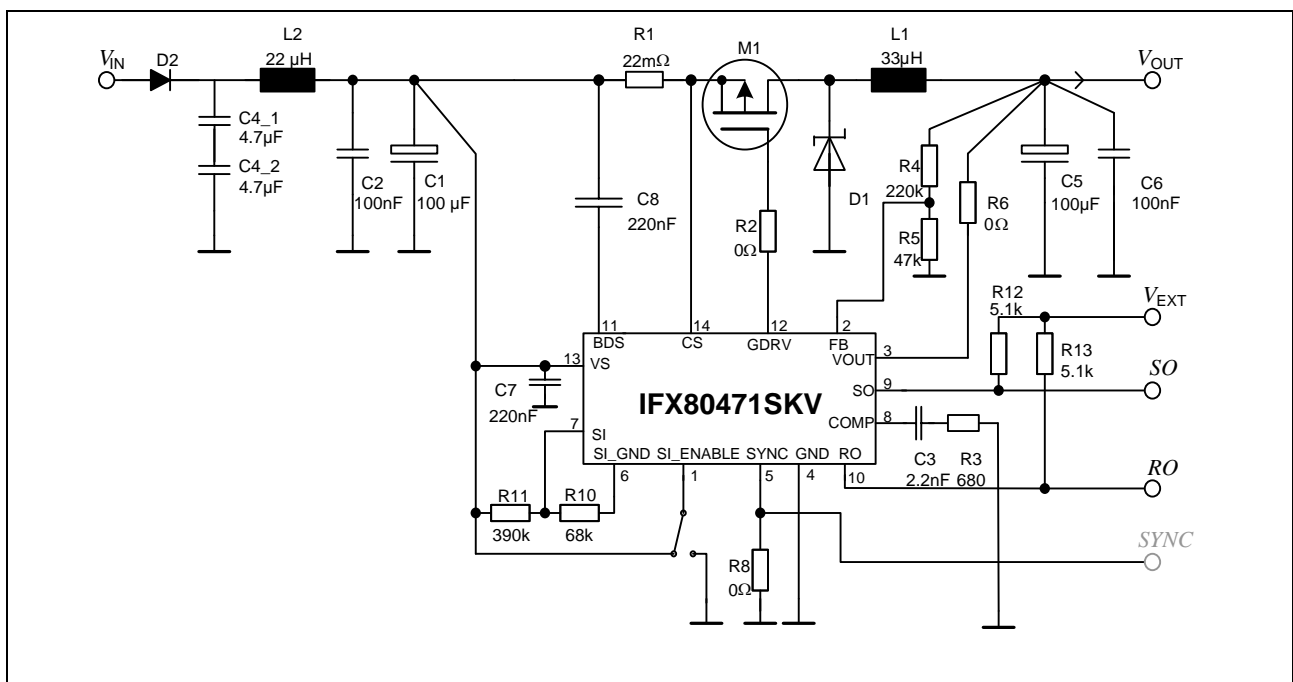 V_IN
D2
L2
22 µH
R1
22mΩ
M1
L1
33µH
V_OUT
C4_1
4.7µF
C4_2
4.7µF
C2
100nF
C1
100 µF
C8
220nF
R2
0Ω
D1
R4
220k
R5
47k
R6
0Ω
C5
100µF
C6
100nF
R12
5.1k
V_EXT
R13
5.1k
11
BDS
14
CS
12
GDRV
2
FB
VOUT
3
13
VS
C7
220nF
IFX80471SKV
SO
9
SO
7
SI
COMP
8
SI_GND
SI_ENABLE
SYNC
GND
RO
6
1
5
4
10
C3
2.2nF
R3
680
RO
R11
390k
R10
68k
R8
0Ω
SYNC